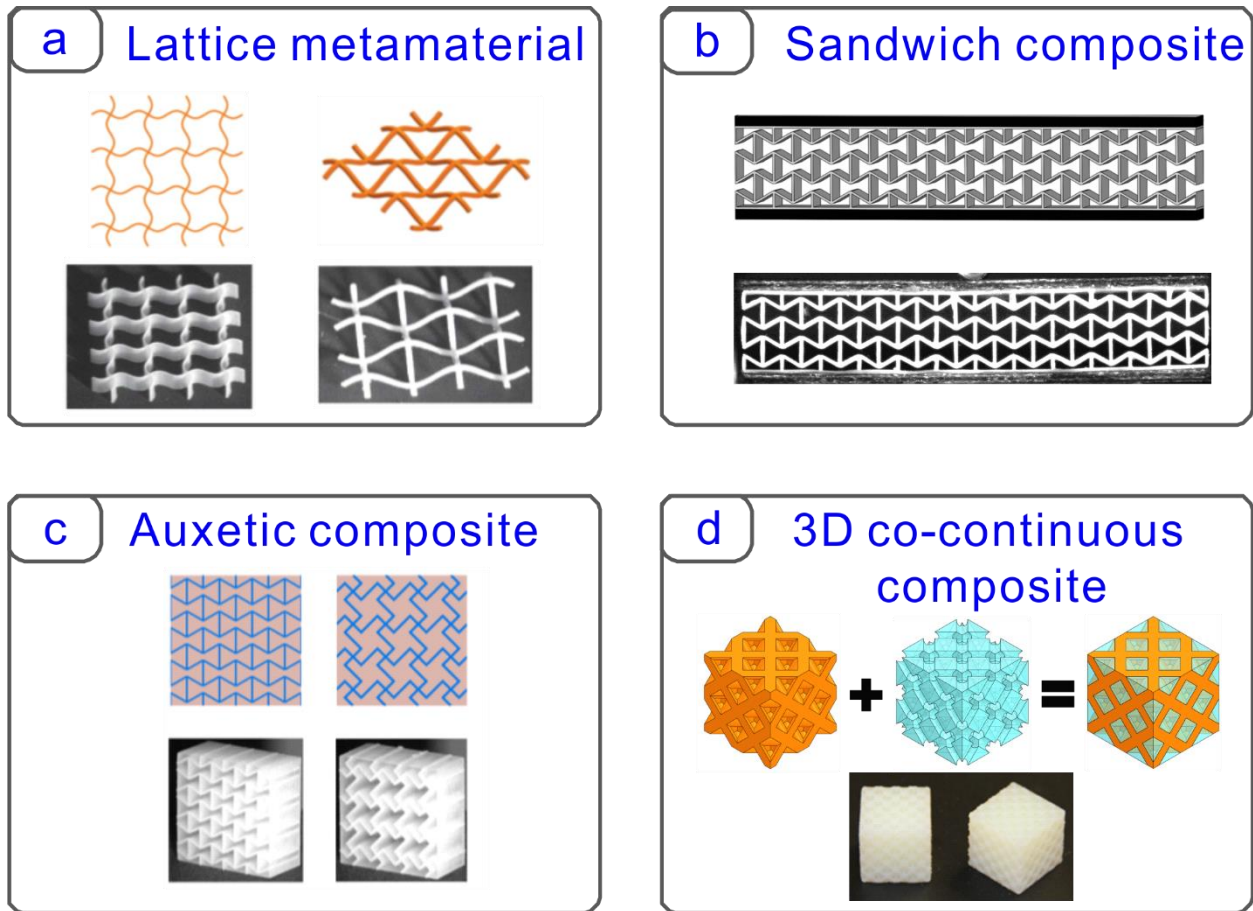 a Lattice metamaterial
b Sandwich composite
c Auxetic composite
d 3D co-continuous
composite
+
=